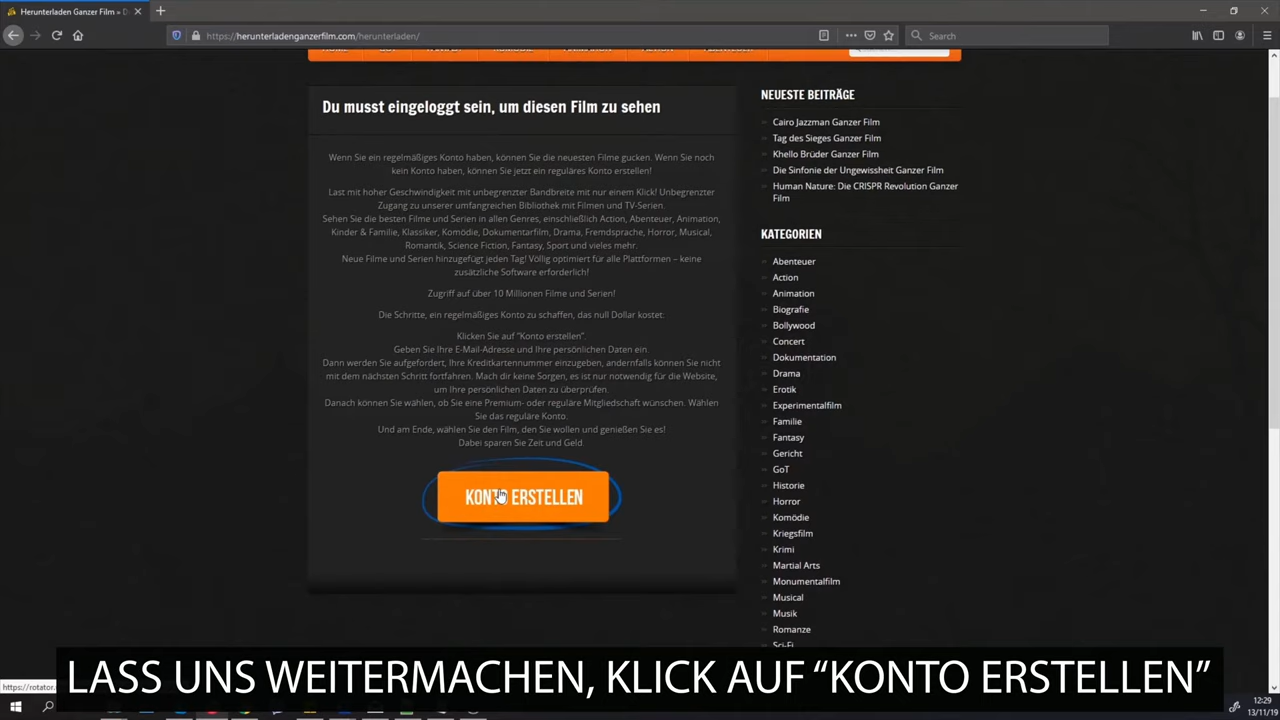 Herunterladen Ganzer Film » D
https://herunterladenganzerfilm.com/herunterladen/
Search
Du musst eingeloggt sein, um diesen Film zu sehen
Wenn Sie ein regelmäßiges Konto haben, können Sie die neuesten Filme gucken. Wenn Sie noch
kein Konto haben, können Sie jetzt ein reguläres Konto erstellen!
Last mit hoher Geschwindigkeit mit unbegrenzter Bandbreite mit nur einem Klick! Unbegrenzter
Zugang zu unserer umfangreichen Bibliothek mit Filmen und TV-Serien.
Sehen Sie die besten Filme und Serien in allen Genres, einschließlich Action, Abenteuer, Animation,
Kinder & Familie, Klassiker, Komödie, Dokumentarfilm, Drama, Fremdsprache, Horror, Musical,
Romantik, Science Fiction, Fantasy, Sport und vieles mehr.
Neue Filme und Serien hinzugefügt jeden Tag! Völlig optimiert für alle Plattformen – keine
zusätzliche Software erforderlich!
Zugriff auf über 10 Millionen Filme und Serien!
Die Schritte, ein regelmäßiges Konto zu schaffen, das null Dollar kostet:
Klicken Sie auf “Konto erstellen”.
Geben Sie Ihre E-Mail-Adresse und Ihre persönlichen Daten ein.
Dann werden Sie aufgefordert, Ihre Kreditkartennummer einzugeben, andernfalls können Sie nicht
mit dem nächsten Schritt fortfahren. Mach dir keine Sorgen, es ist nur notwendig für die Website,
um Ihre persönlichen Daten zu überprüfen.
Danach können Sie wählen, ob Sie eine Premium- oder reguläre Mitgliedschaft wünschen. Wählen
Sie das reguläre Konto.
Und am Ende, wählen Sie den Film, den Sie wollen und genießen Sie es!
Dabei sparen Sie Zeit und Geld.
KONTO ERSTELLEN
NEUESTE BEITRÄGE
Cairo Jazzman Ganzer Film
Tag des Sieges Ganzer Film
Khello Brüder Ganzer Film
Die Sinfonie der Ungewissheit Ganzer Film
Human Nature: Die CRISPR Revolution Ganzer
Film
KATEGORIEN
Abenteuer
Action
Animation
Biografie
Bollywood
Concert
Dokumentation
Drama
Erotik
Experimentalfilm
Familie
Fantasy
Gericht
GoT
Historie
Horror
Komödie
Kriegsfilm
Krimi
Martial Arts
Monumentalfilm
Musical
Musik
Romanze
Sci-Fi
https://rotator.
LASS UNS WEITERMACHEN, KLICK AUF “KONTO ERSTELLEN”
12:29
13/11/19